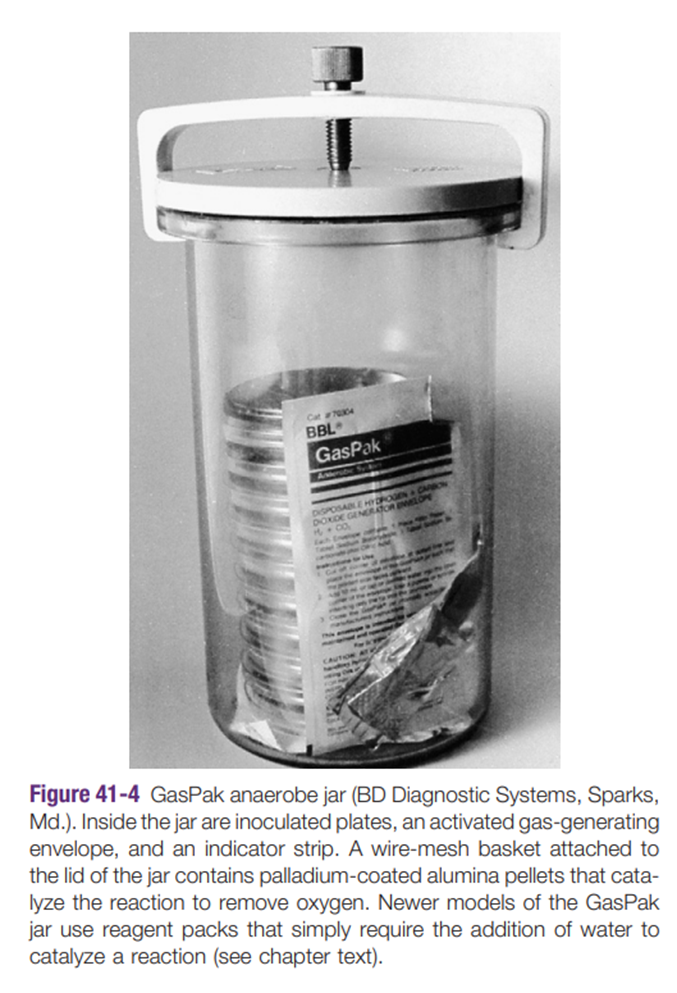 Cat. # 70304
BBL®
GasPak
DISPOSABLE HYDROGEN + CARBON
DIOXIDE GENERATOR ENVELOPE
H₂ + CO₂
Each Envelope
Figure 41-4 GasPak anaerobe jar (BD Diagnostic Systems, Sparks,
Md.). Inside the jar are inoculated plates, an activated gas-generating
envelope, and an indicator strip. A wire-mesh basket attached to
the lid of the jar contains palladium-coated alumina pellets that cata-
lyze the reaction to remove oxygen. Newer models of the GasPak
jar use reagent packs that simply require the addition of water to
catalyze a reaction (see chapter text).